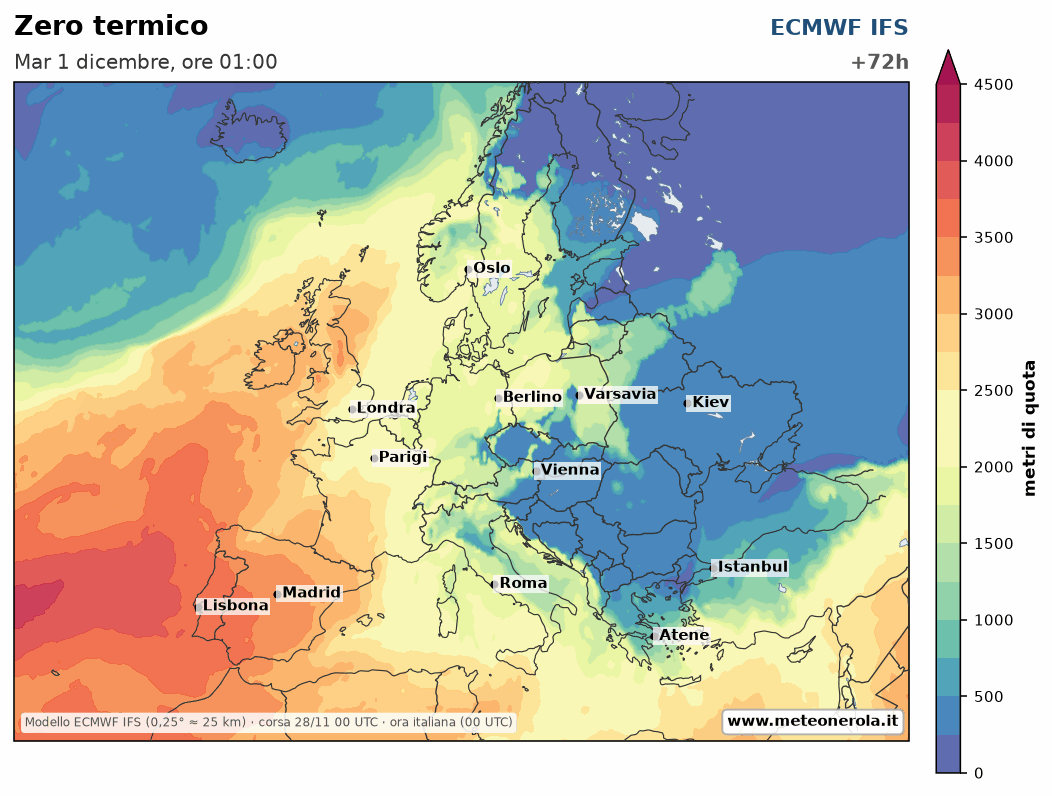 Zero termico
ECMWF IFS
Mar 1 dicembre, ore 01:00
+72h
4500
4000
3500
3000
2500
2000
1500
1000
500
0
metri di quota
Oslo
Berlino
Varsavia
Kiev
Londra
Parigi
Vienna
Istanbul
Roma
Madrid
Lisbona
Atene
Modello ECMWF IFS (0,25° ≈ 25 km) · corsa 28/11 00 UTC · ora italiana (00 UTC)
www.meteonerola.it